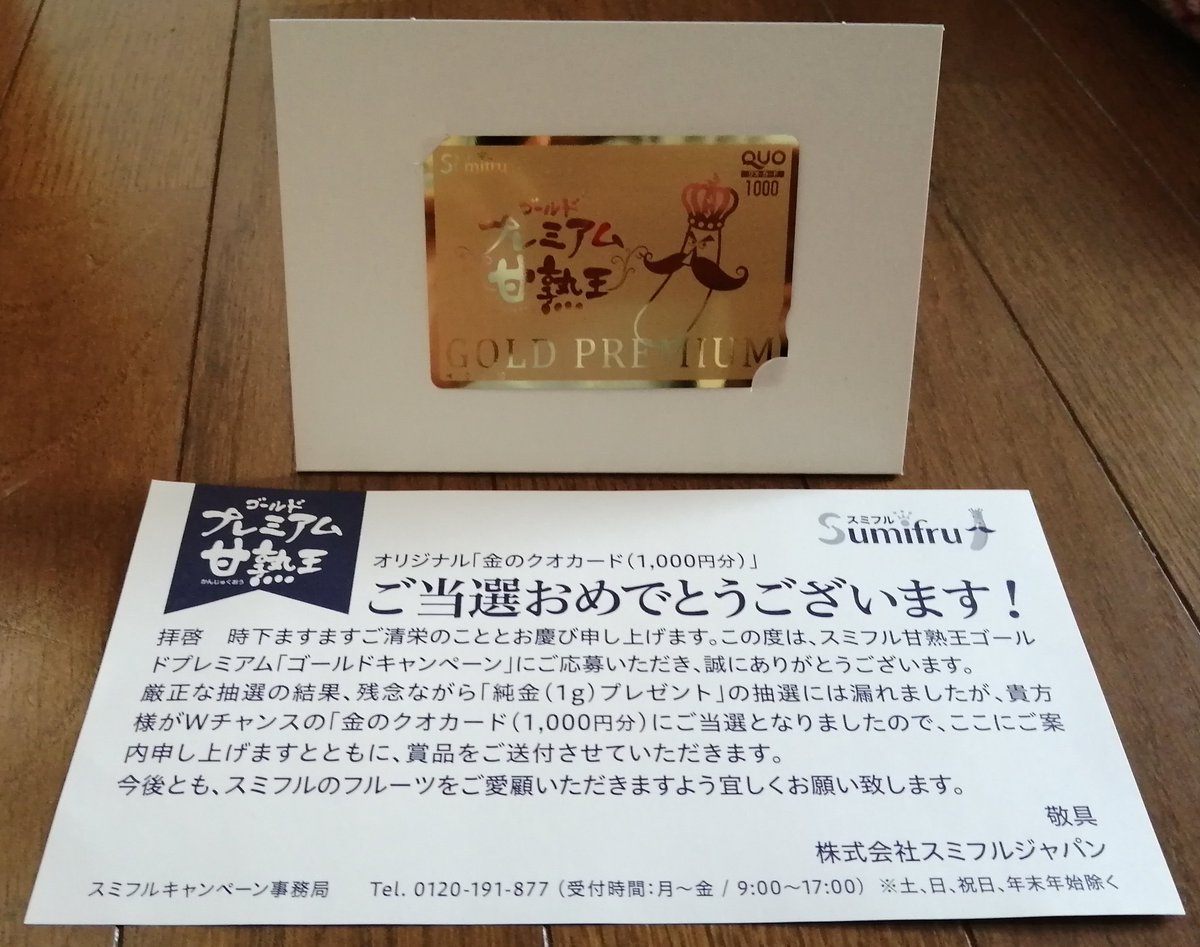 Sumifru
QUO
クオ・カード
1000
ゴールド
プレミアム
甘熟王
GOLD PREMIUM
ゴールド
プレミアム
甘熟王
かんじゅくおう
スミフル
Sumifru
オリジナル「金のクオカード(1,000円分)」
ご当選おめでとうございます!
拝啓 時下ますますご清栄のこととお慶び申し上げます。この度は、スミフル甘熟王ゴール
ドプレミアム「ゴールドキャンペーン」にご応募いただき、誠にありがとうございます。
厳正な抽選の結果、残念ながら「純金(1g)プレゼント」の抽選には漏れましたが、貴方
様がWチャンスの「金のクオカード(1,000円分)にご当選となりましたので、ここにご案
内申し上げますとともに、賞品をご送付させていただきます。
今後とも、スミフルのフルーツをご愛顧いただきますよう宜しくお願い致します。
敬具
株式会社スミフルジャパン
スミフルキャンペーン事務局 Tel. 0120-191-877(受付時間:月~金 / 9:00~17:00) ※土、日、祝日、年末年始除く